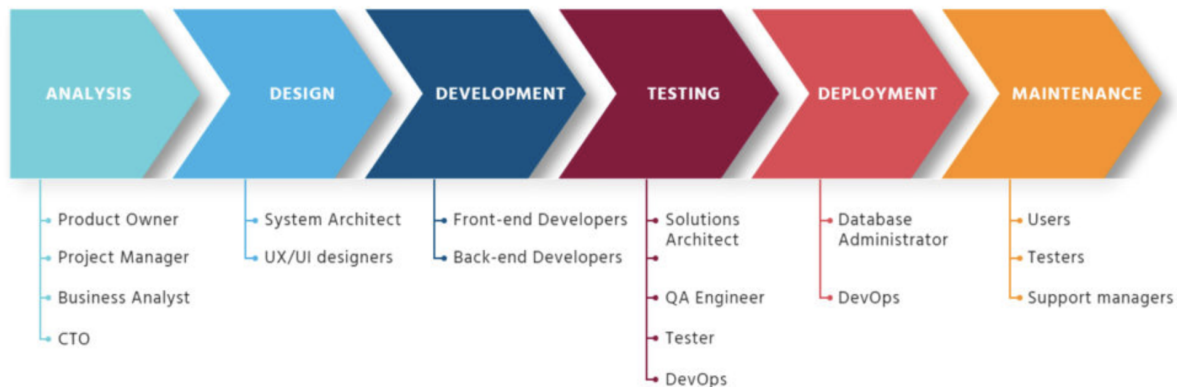 ANALYSIS
DESIGN
DEVELOPMENT
TESTING
DEPLOYMENT
MAINTENANCE
Product Owner
Project Manager
Business Analyst
CTO
System Architect
UX/UI designers
Front-end Developers
Back-end Developers
Solutions
Architect
QA Engineer
Tester
DevOps
Database
Administrator
DevOps
Users
Testers
Support managers